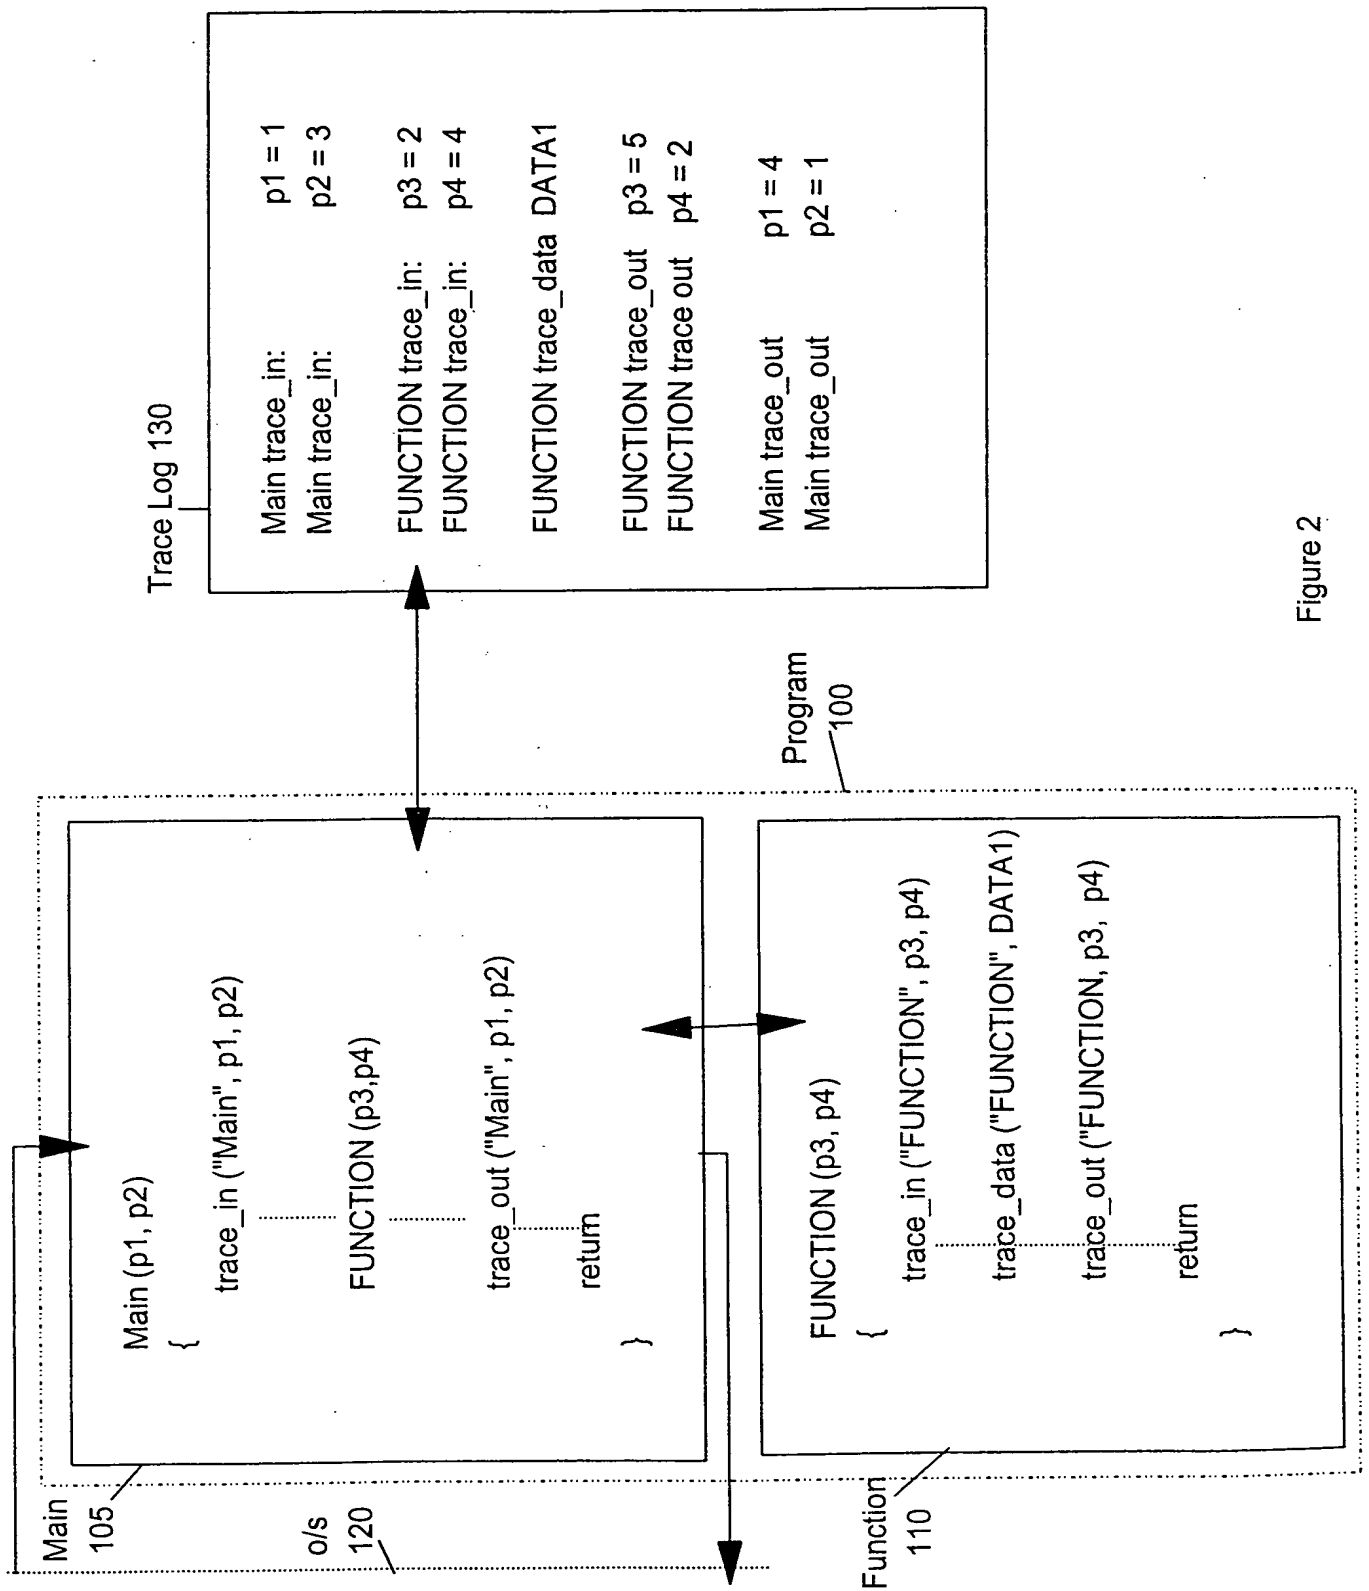 Main
105
o/s
120
Main (p1, p2)
{
trace_in ("Main", p1, p2)
FUNCTION (p3,p4)
trace_out ("Main", p1, p2)
return
}
Function
110
FUNCTION (p3, p4)
{
trace_in ("FUNCTION", p3, p4)
trace_data ("FUNCTION", DATA1)
trace_out ("FUNCTION, p3, p4)
return
}
Program
100
Trace Log 130
Main trace_in: p1 = 1
Main trace_in: p2 = 3
FUNCTION trace_in: p3 = 2
FUNCTION trace_in: p4 = 4
FUNCTION trace_data DATA1
FUNCTION trace_out p3 = 5
FUNCTION trace out p4 = 2
Main trace_out p1 = 4
Main trace_out p2 = 1
Figure 2